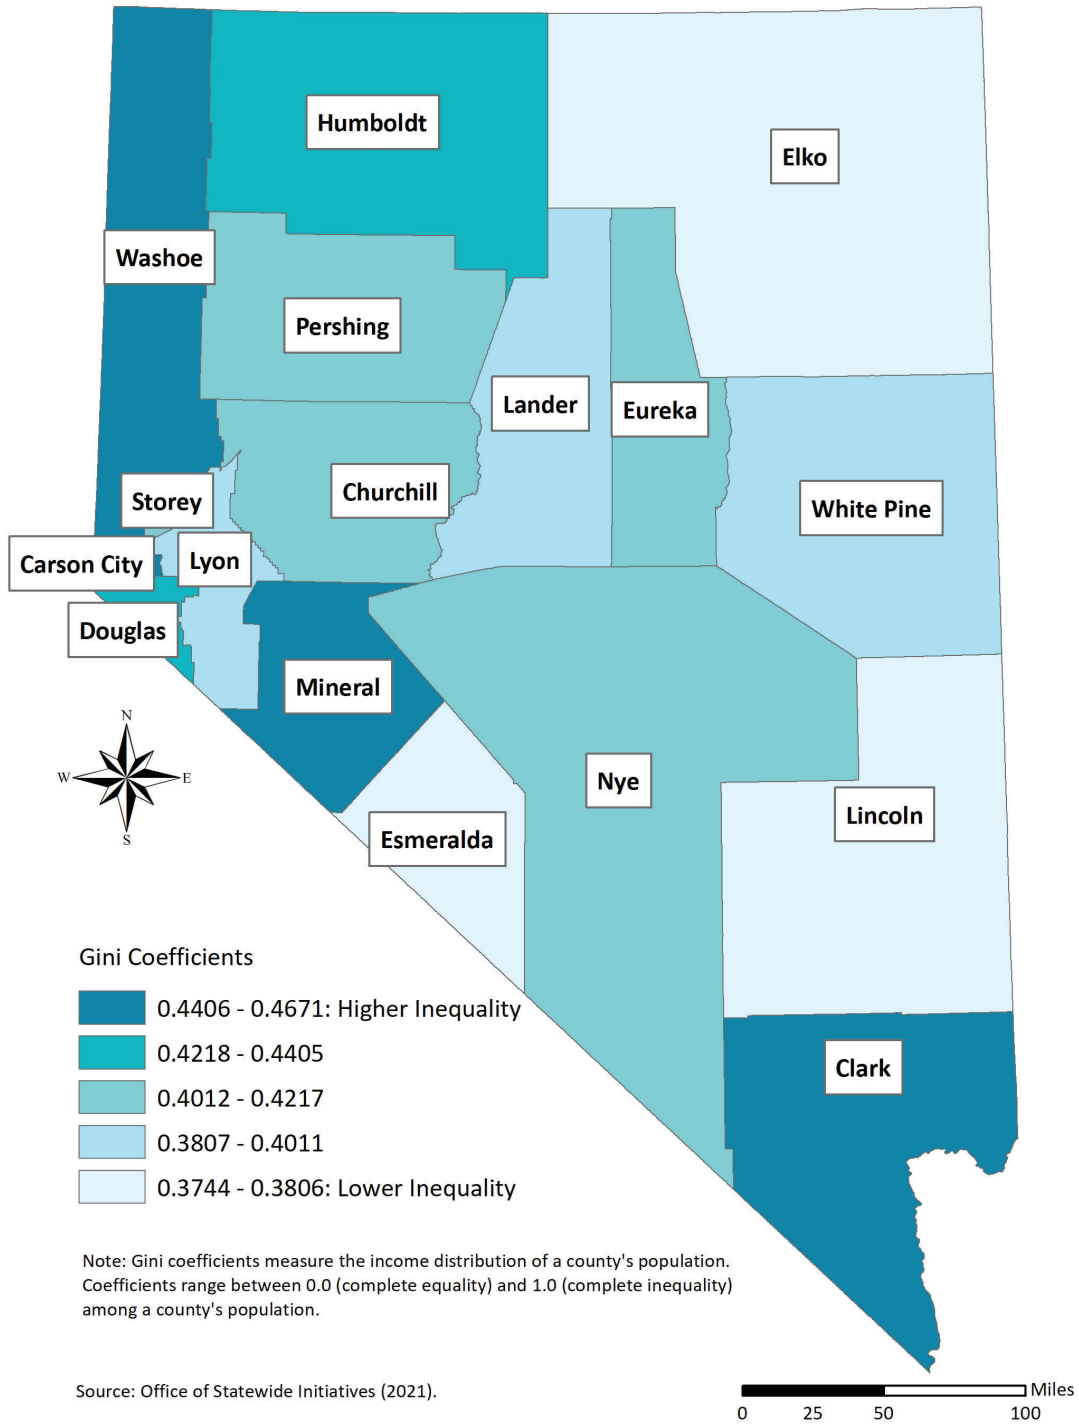 Humboldt
Elko
Washoe
Pershing
Lander
Eureka
Storey
Churchill
White Pine
Carson City
Lyon
Douglas
Mineral
N
W
E
S
Nye
Lincoln
Esmeralda
Clark
Gini Coefficients
0.4406 - 0.4671: Higher Inequality
0.4218 - 0.4405
0.4012 - 0.4217
0.3807 - 0.4011
0.3744 - 0.3806: Lower Inequality
Note: Gini coefficients measure the income distribution of a county's population.
Coefficients range between 0.0 (complete equality) and 1.0 (complete inequality)
among a county's population.
Source: Office of Statewide Initiatives (2021).
Miles
0 25 50 100